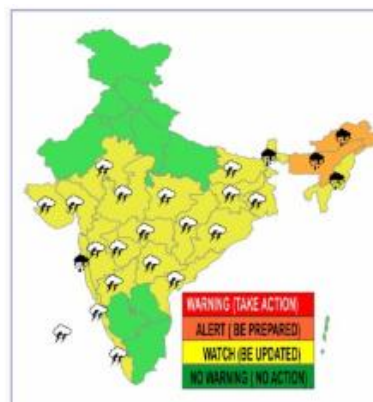 WARNING (TAKE ACTION)
ALERT ( BE PREPARED)
WATCH (BE UPDATED)
NO WARNING ( NO ACTION)